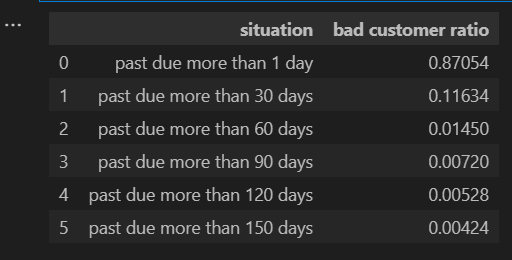 ...
situation bad customer ratio
0 past due more than 1 day 0.87054
1 past due more than 30 days 0.11634
2 past due more than 60 days 0.01450
3 past due more than 90 days 0.00720
4 past due more than 120 days 0.00528
5 past due more than 150 days 0.00424